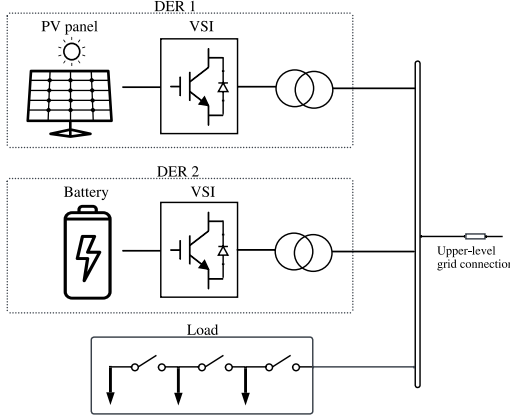 DER 1
PV panel
VSI
DER 2
Battery
VSI
Upper-level
grid connection
Load